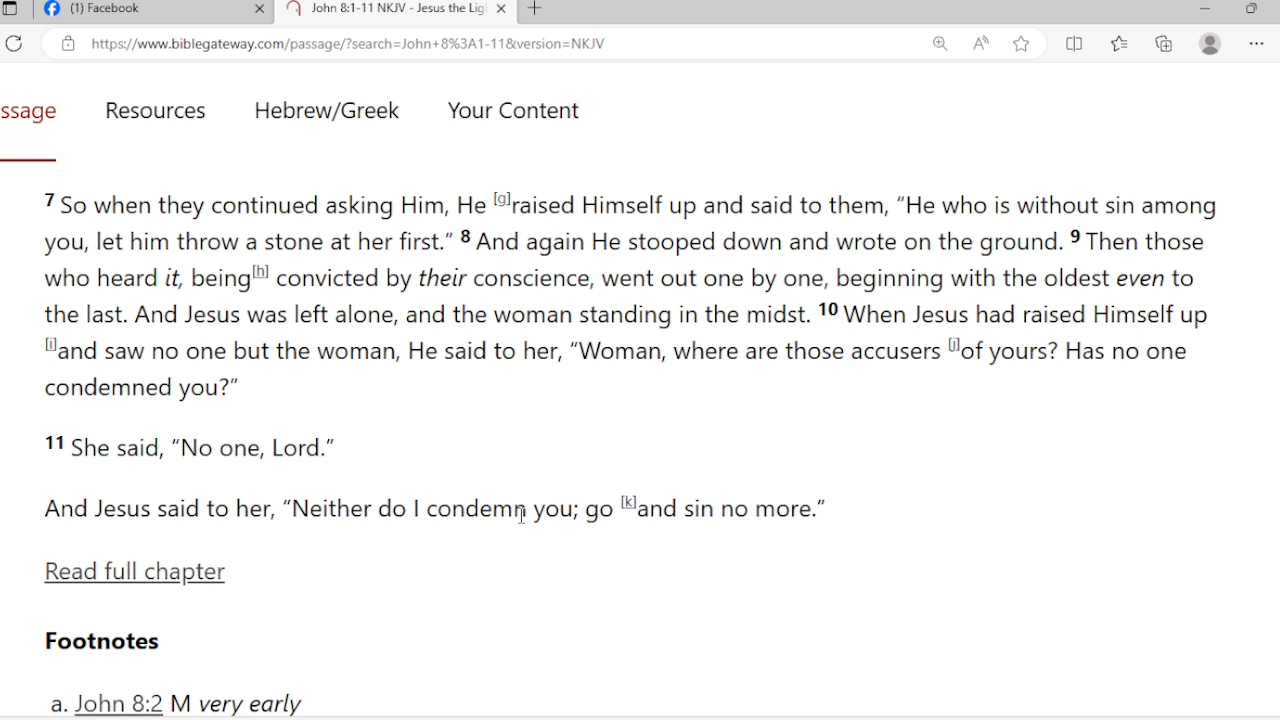 (1) Facebook
John 8:1-11 NKJV - Jesus the Lig
https://www.biblegateway.com/passage/?search=John+8%3A1-11&version=NKJV
ssage Resources Hebrew/Greek Your Content
7 So when they continued asking Him, He [g]raised Himself up and said to them, “He who is without sin among
you, let him throw a stone at her first.” 8 And again He stooped down and wrote on the ground. 9 Then those
who heard it, being[h] convicted by their conscience, went out one by one, beginning with the oldest even to
the last. And Jesus was left alone, and the woman standing in the midst. 10 When Jesus had raised Himself up
[i]and saw no one but the woman, He said to her, “Woman, where are those accusers [j]of yours? Has no one
condemned you?”
11 She said, “No one, Lord.”
And Jesus said to her, “Neither do I condemn you; go [k]and sin no more.”
Read full chapter
Footnotes
a. John 8:2 M very early